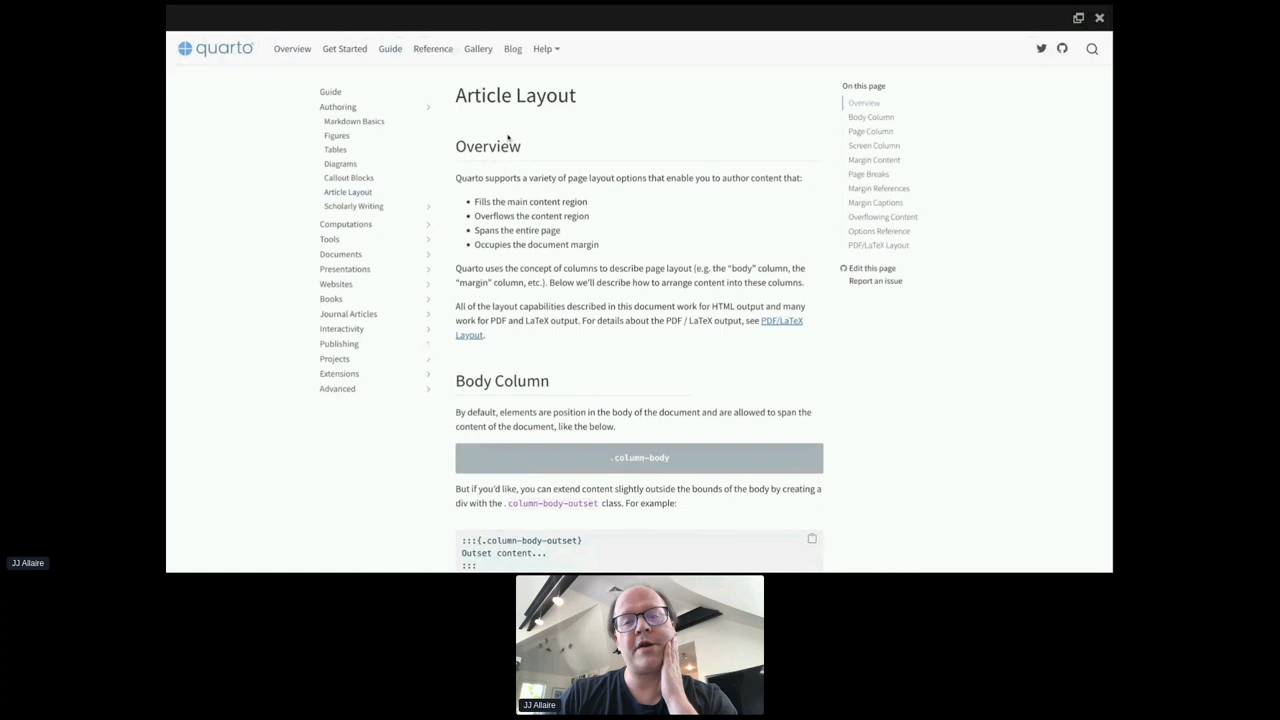 quarto
Overview
Get Started
Guide
Reference
Gallery
Blog
Help
Guide
Authoring
Markdown Basics
Figures
Tables
Diagrams
Callout Blocks
Article Layout
Scholarly Writing
Computations
Tools
Documents
Presentations
Websites
Books
Journal Articles
Interactivity
Publishing
Projects
Extensions
Advanced
Article Layout
Overview
Quarto supports a variety of page layout options that enable you to author content that:
• Fills the main content region
• Overflows the content region
• Spans the entire page
• Occupies the document margin
Quarto uses the concept of columns to describe page layout (e.g. the “body” column, the
“margin” column, etc.). Below we’ll describe how to arrange content into these columns.
All of the layout capabilities described in this document work for HTML output and many
work for PDF and LaTeX output. For details about the PDF / LaTeX output, see PDF/LaTeX
Layout.
Body Column
By default, elements are position in the body of the document and are allowed to span the
content of the document, like the below.
.column-body
But if you’d like, you can extend content slightly outside the bounds of the body by creating a
div with the .column-body-outset class. For example:
:::{.column-body-outset}
Outset content...
:::
On this page
Overview
Body Column
Page Column
Screen Column
Margin Content
Page Breaks
Margin References
Margin Captions
Overflowing Content
Options Reference
PDF/LaTeX Layout
Edit this page
Report an issue
JJ Allaire
JJ Allaire